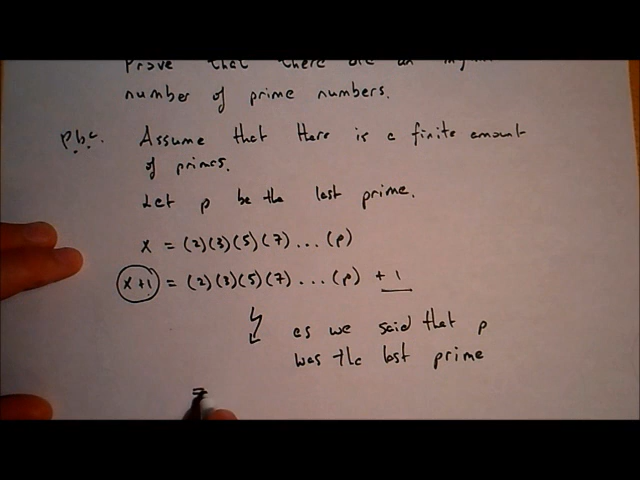 Prove that there are an
number of prime numbers.
P.b.c. Assume that there is a finite amount
of primes.
Let p be the last prime.
x = (2)(3)(5)(7)...(p)
x+1 = (2)(3)(5)(7)...(p) + 1
as we said that p
was the last prime